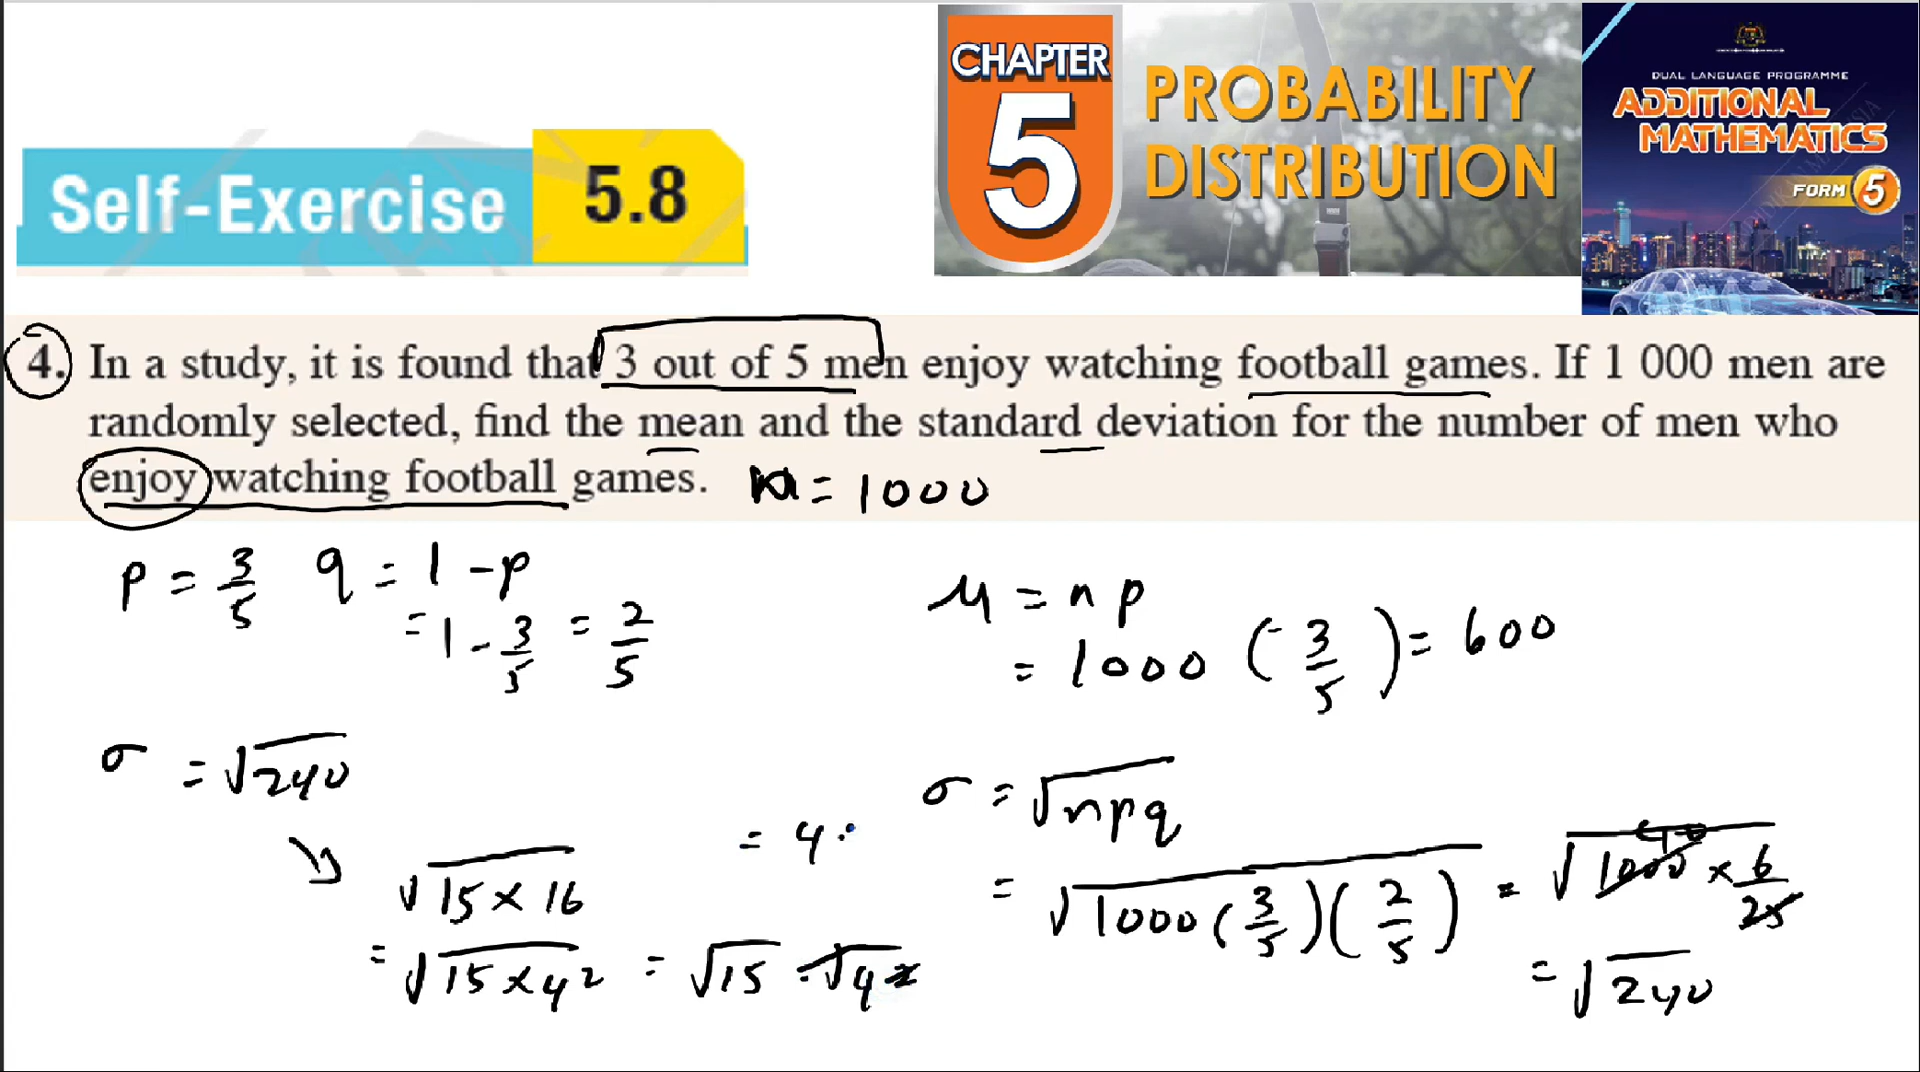 CHAPTER
5
PROBABILITY
DISTRIBUTION
DUAL LANGUAGE PROGRAMME
ADDITIONAL
MATHEMATICS
FORM 5
Self-Exercise 5.8
4. In a study, it is found that 3 out of 5 men enjoy watching football games. If 1 000 men are
randomly selected, find the mean and the standard deviation for the number of men who
enjoy watching football games. n = 1000
p = 3/5 q = 1 - p
= 1 - 3/5 = 2/5
μ = np
= 1000 (3/5) = 600
σ = √240
√15 × 16
= √15 × 4² = √15 √4²
= 4.
σ = √npq
= √1000(3/5)(2/5) = √1000 × 6/25
40
= √240